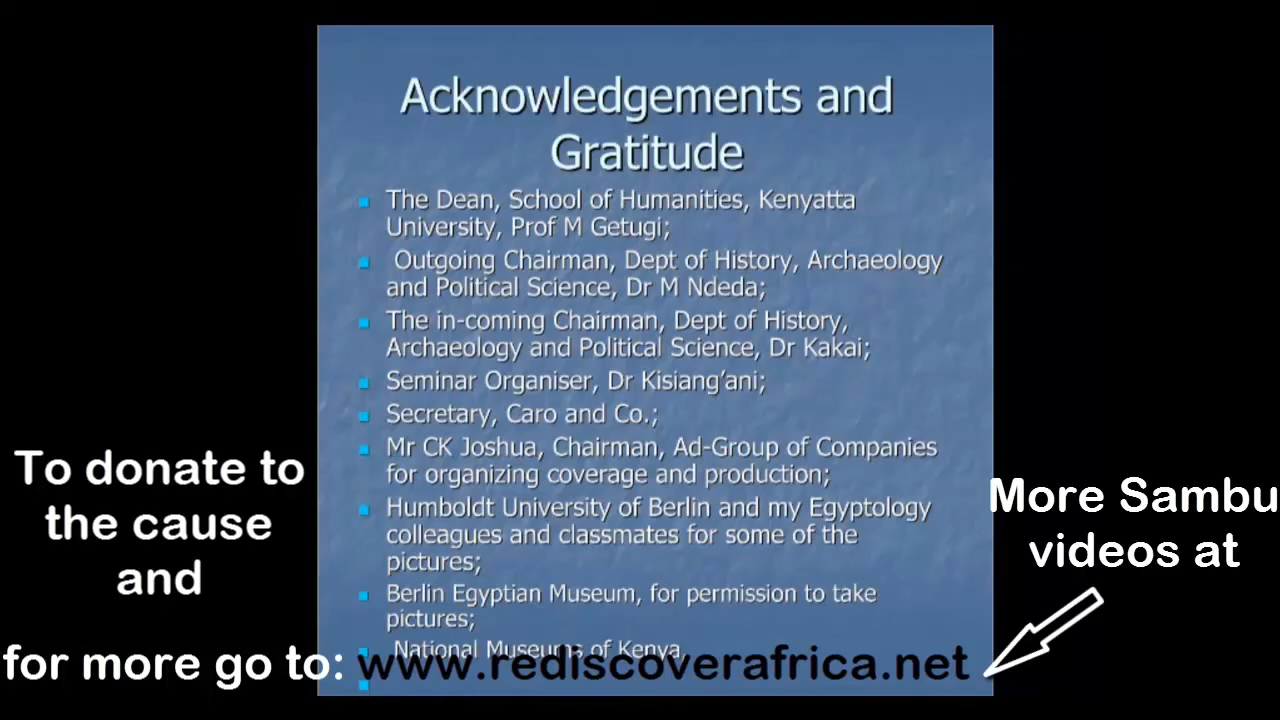 Acknowledgements and
Gratitude
The Dean, School of Humanities, Kenyatta
University, Prof M Getugi;
Outgoing Chairman, Dept of History, Archaeology
and Political Science, Dr M Ndeda;
The in-coming Chairman, Dept of History,
Archaeology and Political Science, Dr Kakai;
Seminar Organiser, Dr Kisiang'ani;
Secretary, Caro and Co.;
Mr CK Joshua, Chairman, Ad-Group of Companies
for organizing coverage and production;
Humboldt University of Berlin and my Egyptology
colleagues and classmates for some of the
pictures;
Berlin Egyptian Museum, for permission to take
pictures;
National Museums of Kenya.
To donate to
the cause
and
for more go to: www.rediscoverafrica.net
More Sambu
videos at